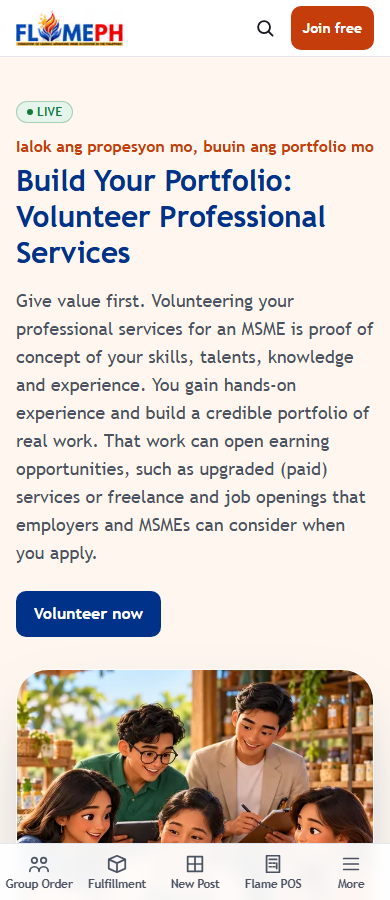 FLAMEPH
Join free
LIVE
Ialok ang propesyon mo, buuin ang portfolio mo
Build Your Portfolio:
Volunteer Professional
Services
Give value first. Volunteering your
professional services for an MSME is proof of
concept of your skills, talents, knowledge
and experience. You gain hands-on
experience and build a credible portfolio of
real work. That work can open earning
opportunities, such as upgraded (paid)
services or freelance and job openings that
employers and MSMEs can consider when
you apply.
Volunteer now
Group Order
Fulfillment
New Post
Flame POS
More